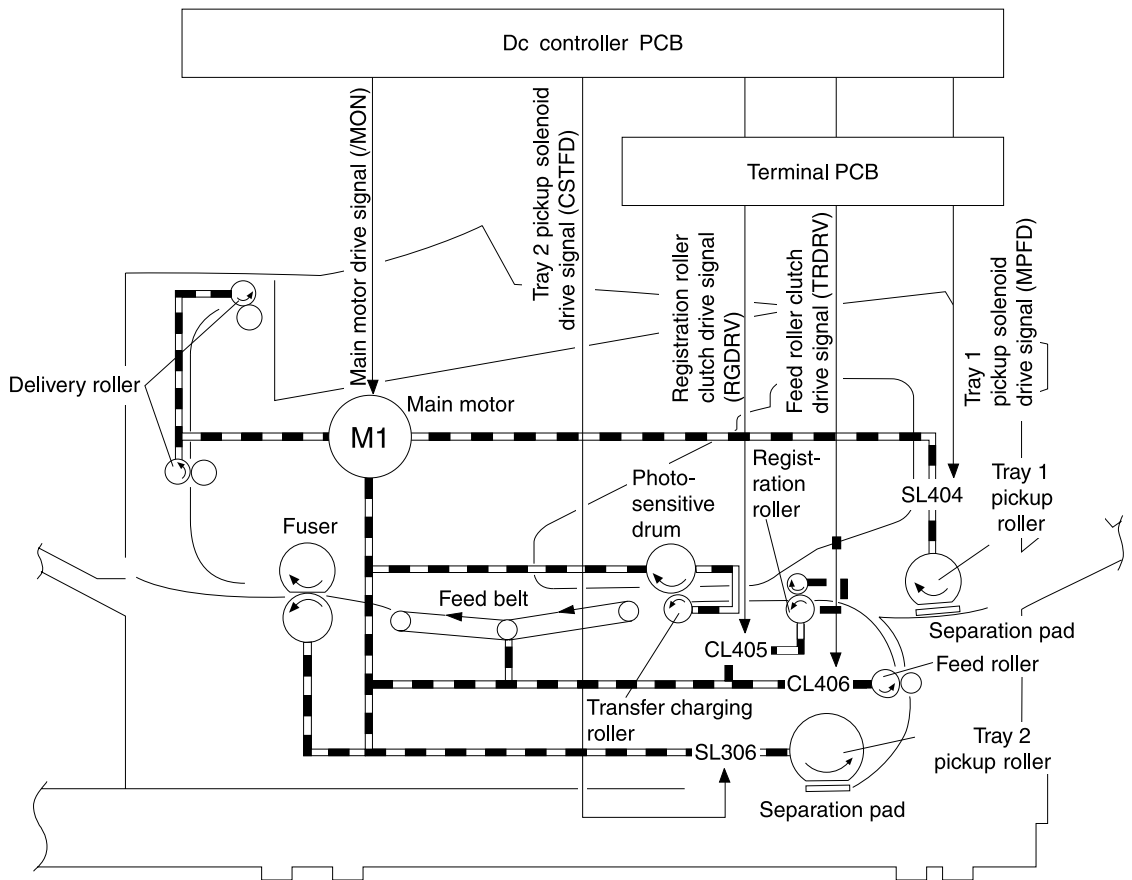 Dc controller PCB
Terminal PCB
Main motor drive signal (/MON)
Tray 2 pickup solenoid
drive signal (CSTFD)
Registration roller
clutch drive signal
(RGDRV)
Feed roller clutch
drive signal (TRDRV)
Tray 1
pickup solenoid
drive signal (MPFD)
Delivery roller
Main motor
M1
Photo-
sensitive
drum
Regist-
ration
roller
SL404
Tray 1
pickup
roller
Fuser
Feed belt
Separation pad
CL405
Feed roller
CL406
Transfer charging
roller
SL306
Tray 2
pickup roller
Separation pad